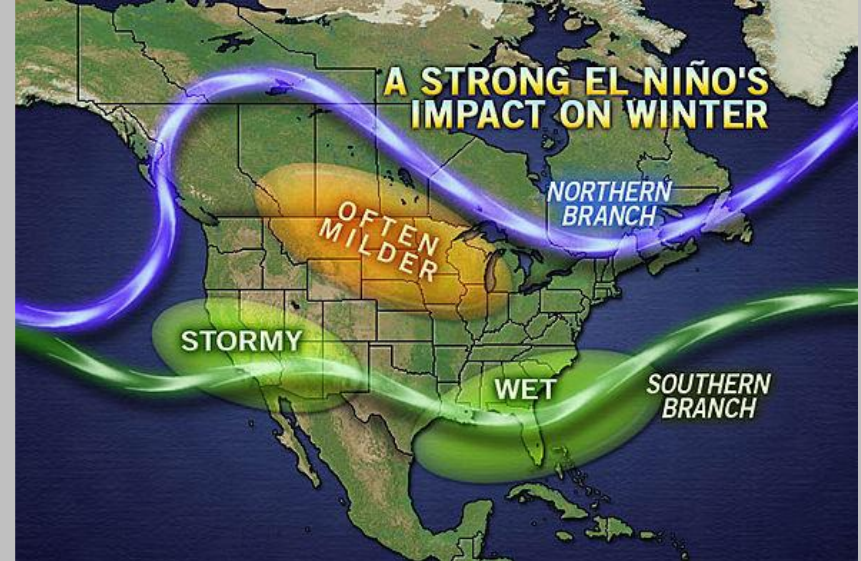 A STRONG EL NIÑO'S
IMPACT ON WINTER
NORTHERN
BRANCH
OFTEN
MILDER
STORMY
WET
SOUTHERN
BRANCH